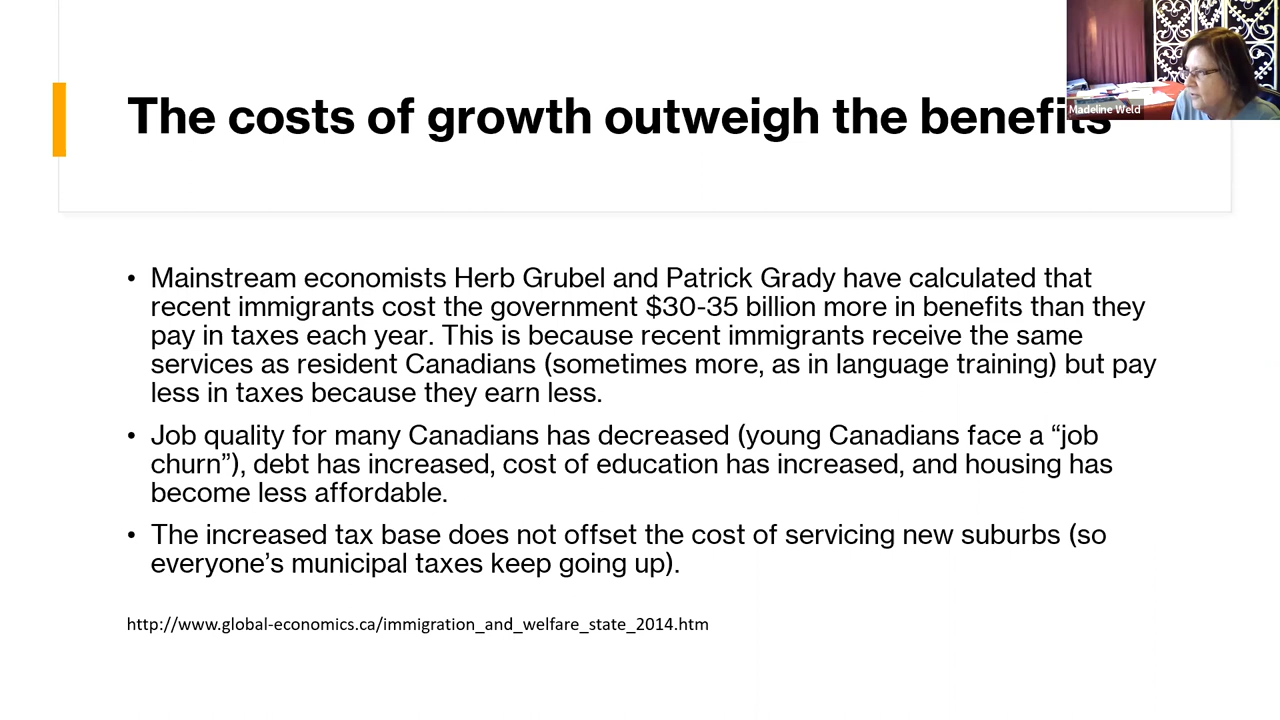 The costs of growth outweigh the benefits
Madeline Weld
• Mainstream economists Herb Grubel and Patrick Grady have calculated that
recent immigrants cost the government $30-35 billion more in benefits than they
pay in taxes each year. This is because recent immigrants receive the same
services as resident Canadians (sometimes more, as in language training) but pay
less in taxes because they earn less.
• Job quality for many Canadians has decreased (young Canadians face a “job
churn”), debt has increased, cost of education has increased, and housing has
become less affordable.
• The increased tax base does not offset the cost of servicing new suburbs (so
everyone’s municipal taxes keep going up).
http://www.global-economics.ca/immigration_and_welfare_state_2014.htm